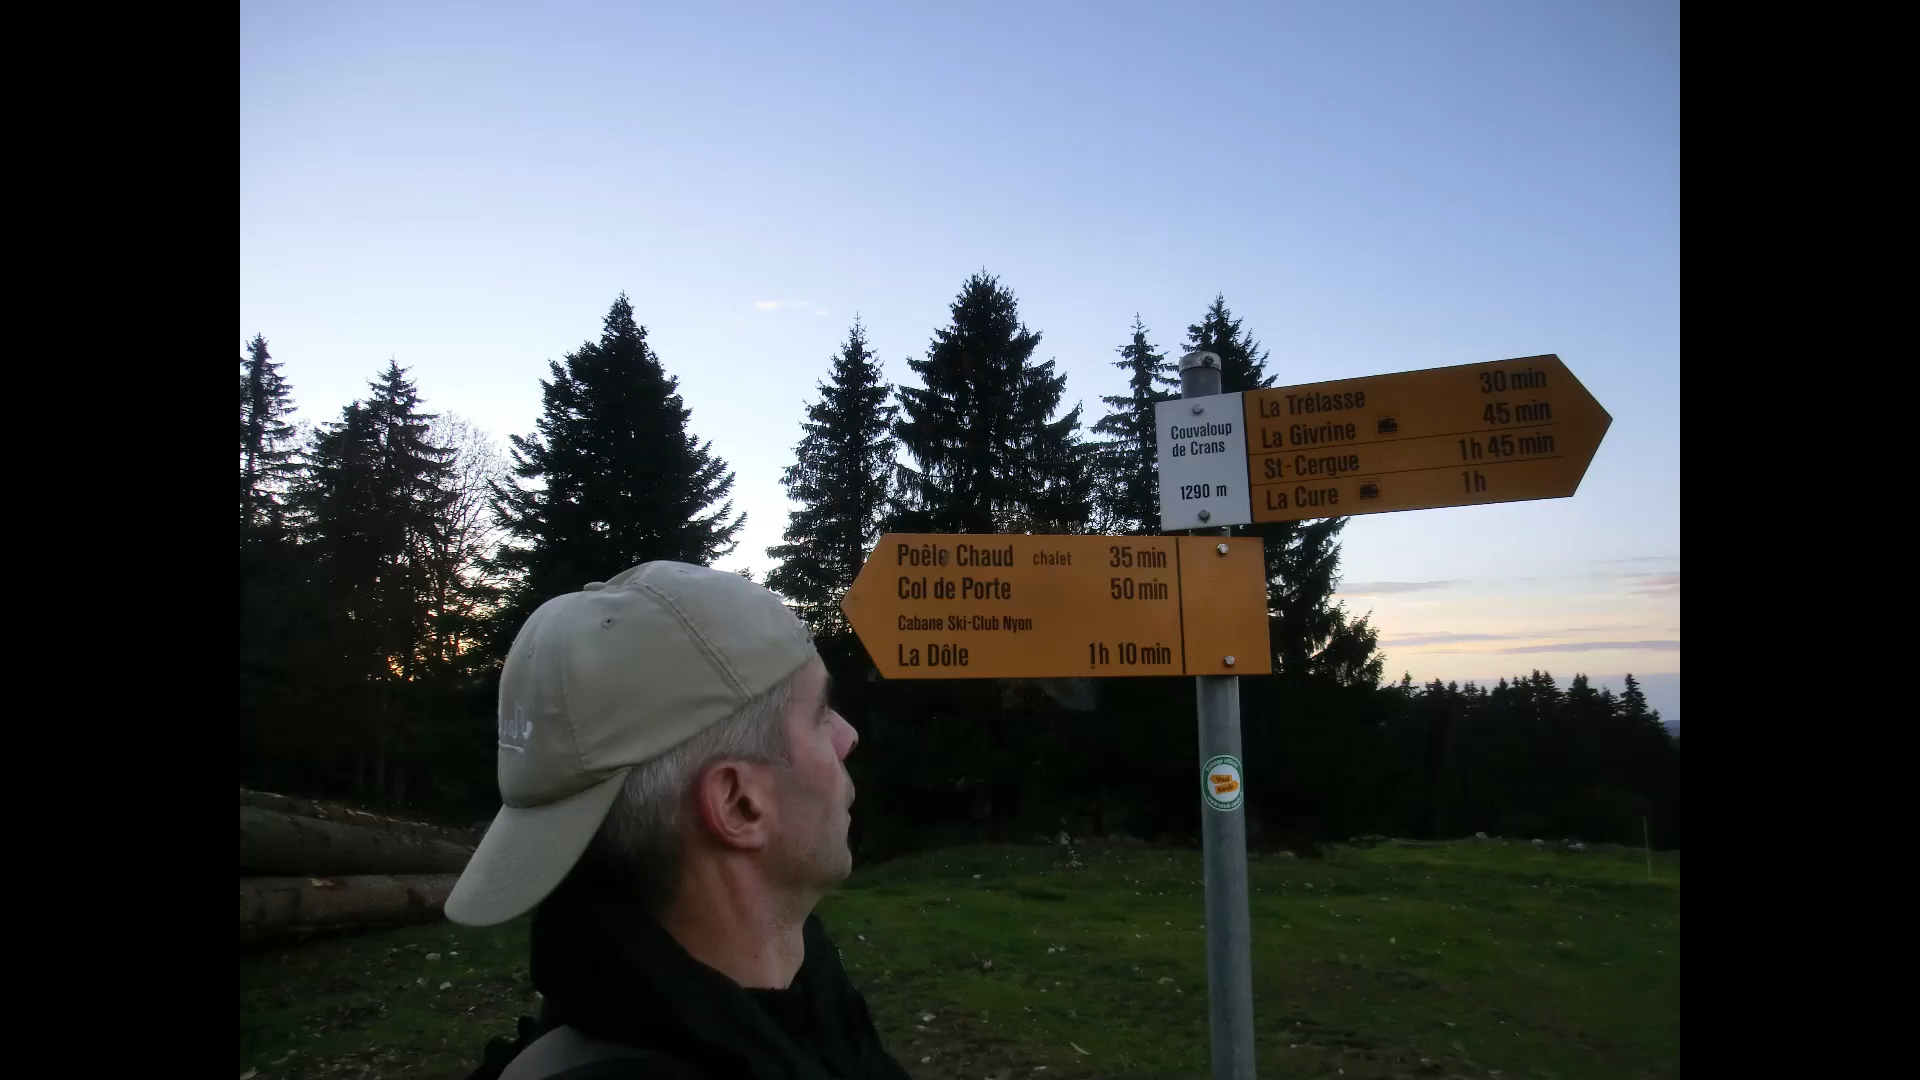 Couvaloup
de Crans
1290 m
La Trélasse 30 min
La Givrine 45 min
St-Cergue 1h 45 min
La Cure 1h
Poêle Chaud chalet 35 min
Col de Porte 50 min
Cabane Ski-Club Nyon
La Dôle 1h 10 min